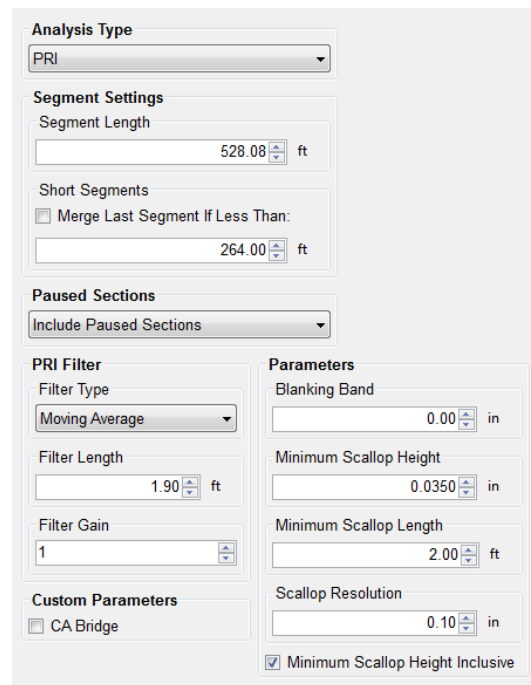 Analysis Type
PRI
Segment Settings
Segment Length
528.08 ft
Short Segments
Merge Last Segment If Less Than:
264.00 ft
Paused Sections
Include Paused Sections
PRI Filter
Filter Type
Moving Average
Filter Length
1.90 ft
Filter Gain
1
Custom Parameters
CA Bridge
Parameters
Blanking Band
0.00 in
Minimum Scallop Height
0.0350 in
Minimum Scallop Length
2.00 ft
Scallop Resolution
0.10 in
Minimum Scallop Height Inclusive